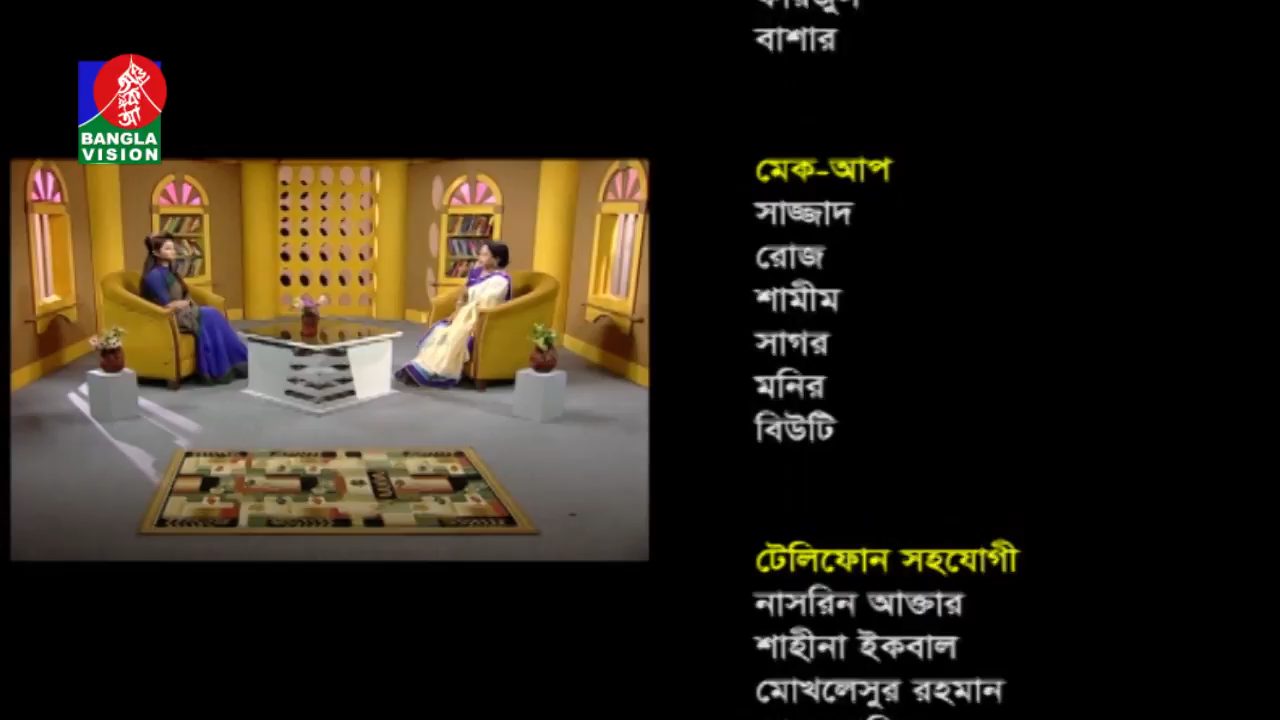 বাশার
BANGLA
VISION
মেক-আপ
সাজ্জাদ
রোজ
শামীম
সাগর
মনির
বিউটি
টেলিফোন সহযোগী
নাসরিন আক্তার
শাহীনা ইকবাল
মোখলেসুর রহমান